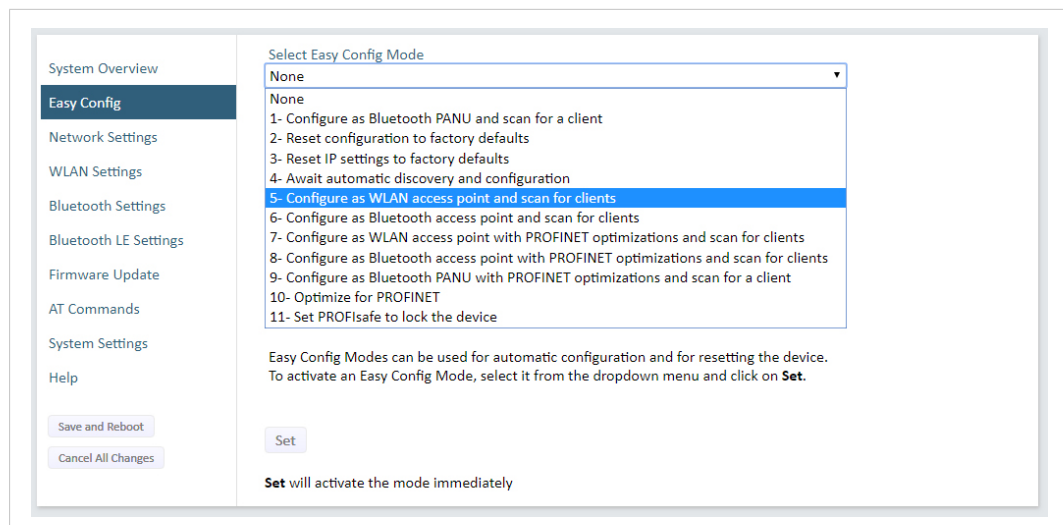 System Overview
Easy Config
Network Settings
WLAN Settings
Bluetooth Settings
Bluetooth LE Settings
Firmware Update
AT Commands
System Settings
Help
Save and Reboot
Cancel All Changes
Select Easy Config Mode
None
None
1- Configure as Bluetooth PANU and scan for a client
2- Reset configuration to factory defaults
3- Reset IP settings to factory defaults
4- Await automatic discovery and configuration
5- Configure as WLAN access point and scan for clients
6- Configure as Bluetooth access point and scan for clients
7- Configure as WLAN access point with PROFINET optimizations and scan for clients
8- Configure as Bluetooth access point with PROFINET optimizations and scan for clients
9- Configure as Bluetooth PANU with PROFINET optimizations and scan for a client
10- Optimize for PROFINET
11- Set PROFIsafe to lock the device
Easy Config Modes can be used for automatic configuration and for resetting the device.
To activate an Easy Config Mode, select it from the dropdown menu and click on Set.
Set
Set will activate the mode immediately